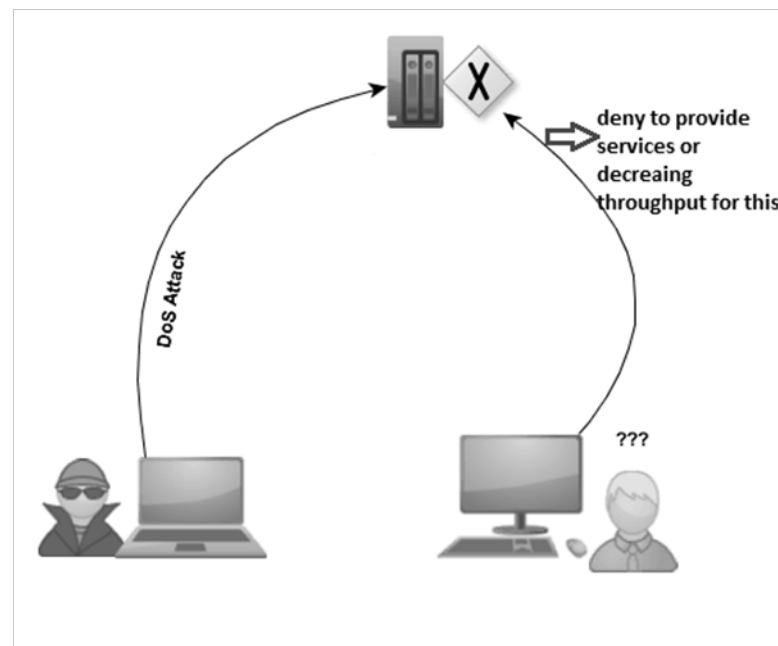 X
deny to provide
services or
decreaing
throughput for this
DoS Attack
???